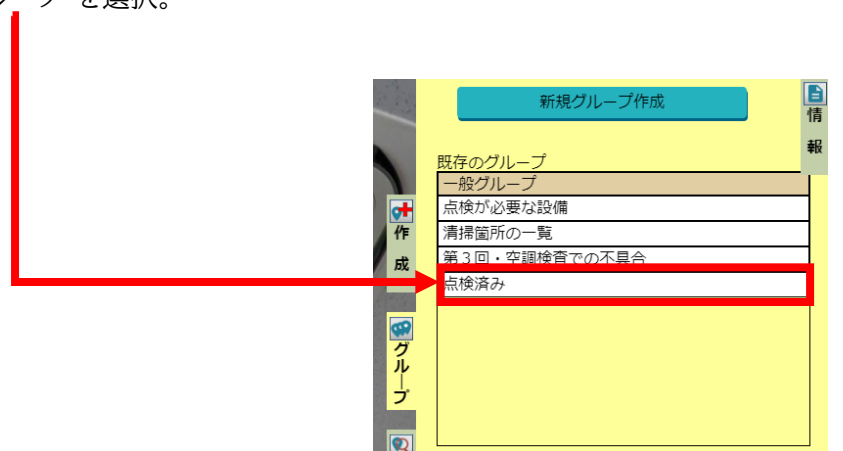 を選択。
新規グループ作成
情報
既存のグループ
一般グループ
点検が必要な設備
清掃箇所の一覧
第3回・空調検査での不具合
点検済み
作成
グループ